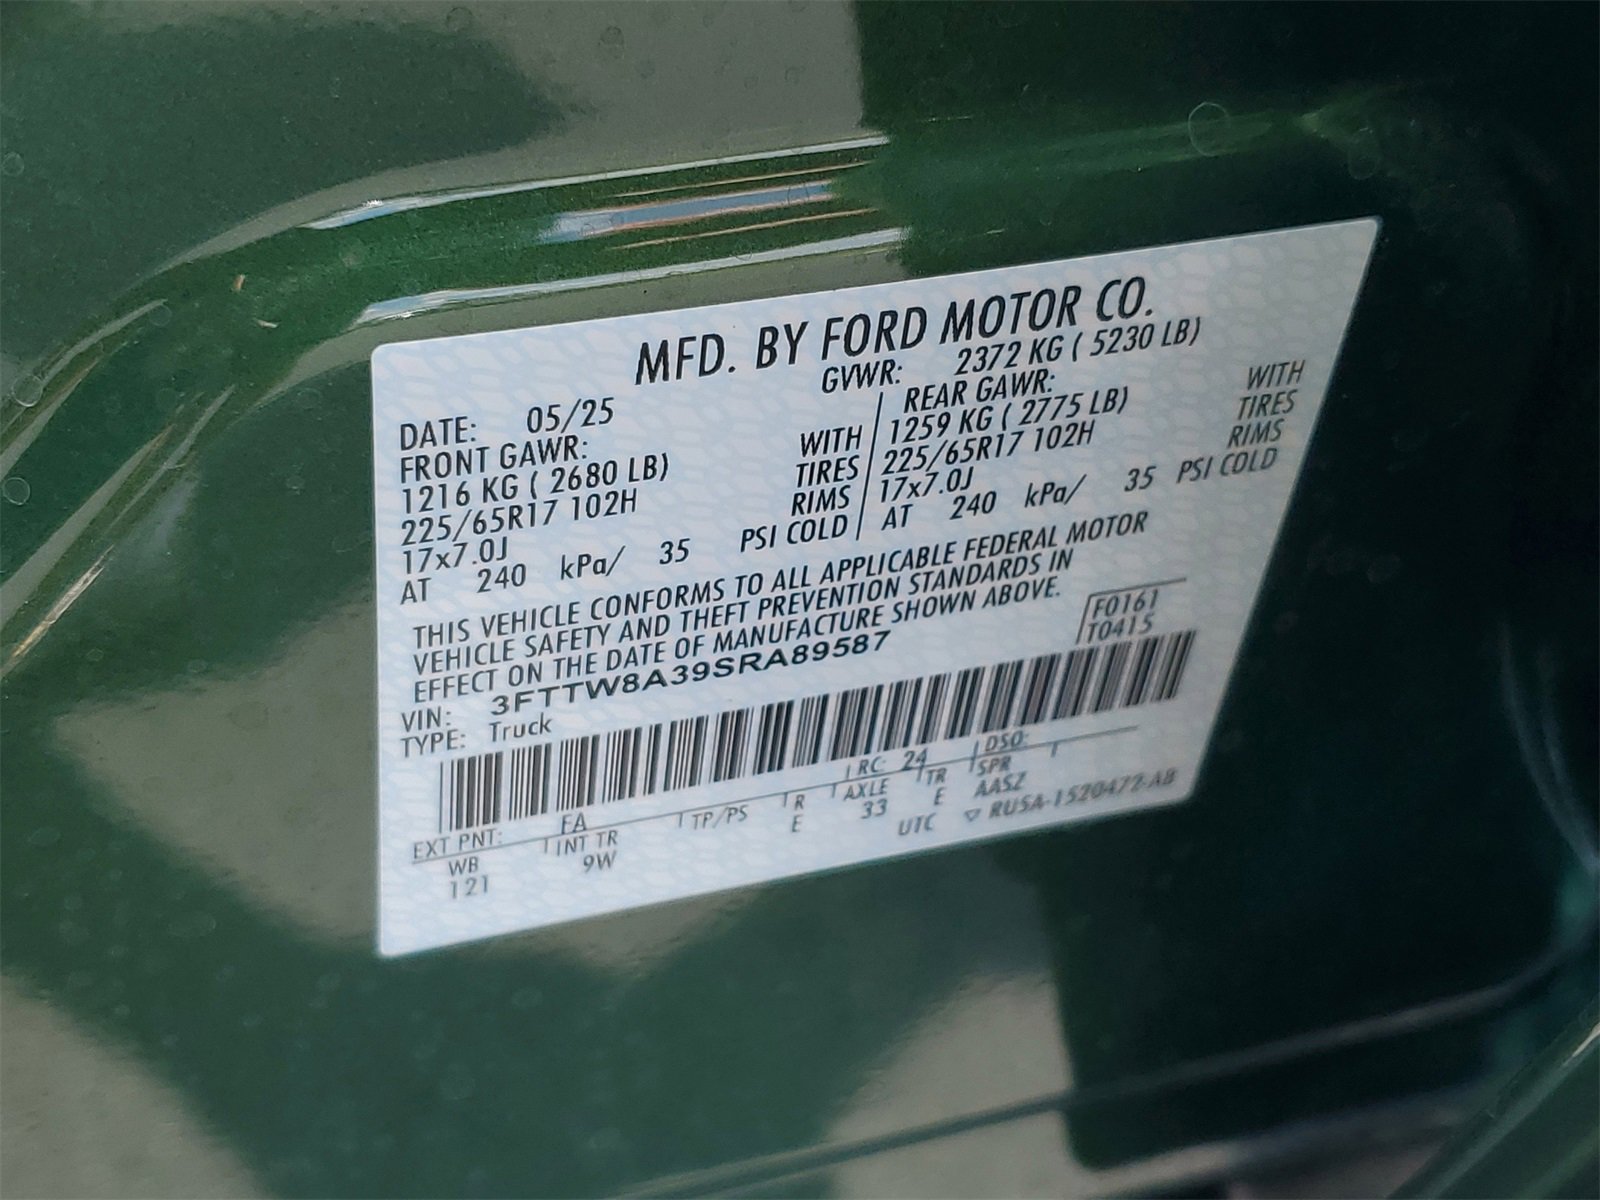 MFD. BY FORD MOTOR CO.
DATE: 05/25 GVWR: 2372 KG ( 5230 LB)
FRONT GAWR: REAR GAWR:
1216 KG ( 2680 LB) WITH 1259 KG ( 2775 LB) WITH
225/65R17 102H TIRES 225/65R17 102H TIRES
17x7.0J RIMS 17x7.0J RIMS
AT 240 kPa/ 35 PSI COLD AT 240 kPa/ 35 PSI COLD
THIS VEHICLE CONFORMS TO ALL APPLICABLE FEDERAL MOTOR
VEHICLE SAFETY AND THEFT PREVENTION STANDARDS IN
EFFECT ON THE DATE OF MANUFACTURE SHOWN ABOVE.
VIN: 3FTTW8A39SRA89587 F0161
TYPE: Truck T0415
EXT PNT: FA RC: 24 DSO:
WB INT TR TP/PS R AXLE TR SPR
121 9W E 33 E AASZ
UTC ▽ RUSA-1520472-AB